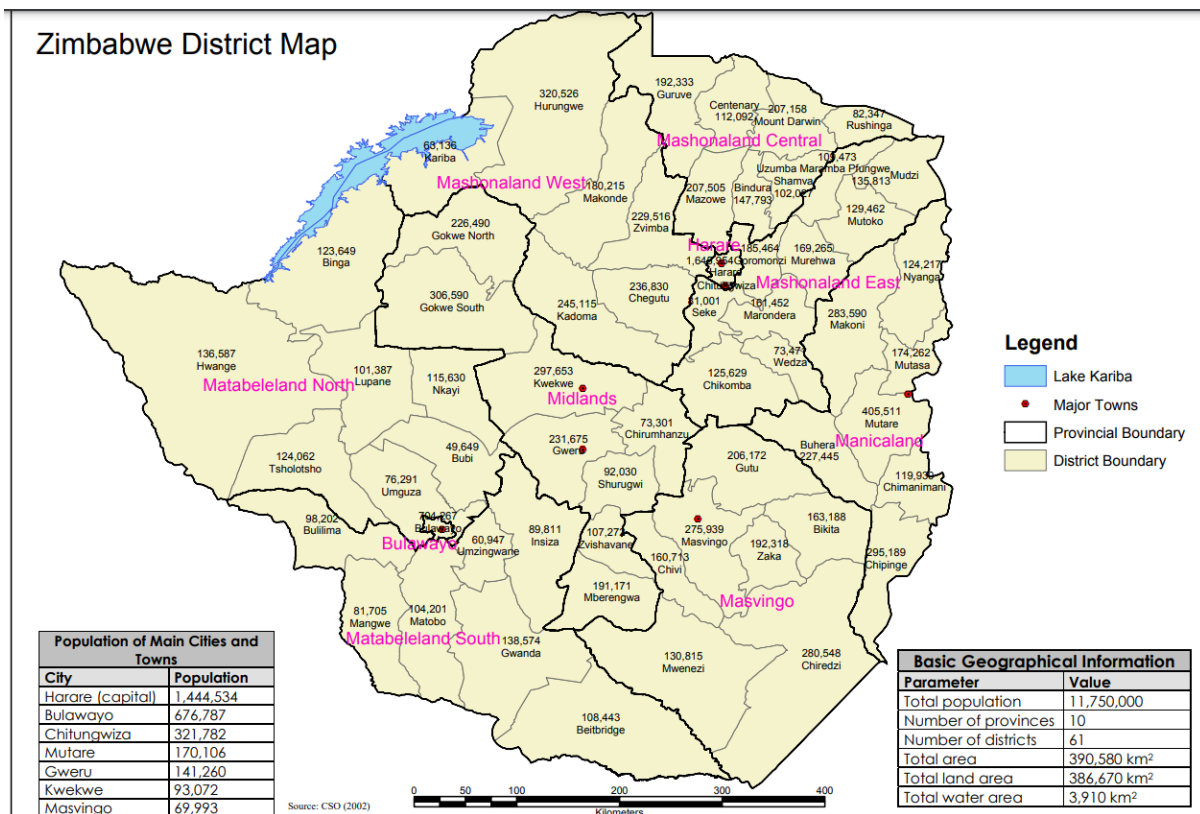 Zimbabwe District Map
320,526
Hurungwe
192,333
Guruve
Centenary
112,092
207,158
Mount Darwin
82,347
Rushinga
Mashonaland Central
63,136
Kariba
Mashonaland West
180,215
Makonde
207,505
Mazowe
Bindura
147,793
109,473
Uzumba Maramba Pfungwe
Shamva
135,813
Mudzi
129,462
Mutoko
226,490
Gokwe North
229,516
Zvimba
Harare
185,464
Goromonzi
Harare
Chitungwiza
169,265
Murehwa
Mashonaland East
124,217
Nyanga
123,649
Binga
306,590
Gokwe South
245,115
Kadoma
236,830
Chegutu
Seke
Marondera
283,590
Makoni
136,587
Hwange
Matabeleland North
101,387
Lupane
115,630
Nkayi
297,653
Kwekwe
Midlands
125,629
Chikomba
Wedza
174,262
Mutasa
405,511
Mutare
Manicaland
73,301
Chirumhanzu
231,675
Gweru
49,649
Bubi
124,062
Tsholotsho
76,291
Umguza
92,030
Shurugwi
206,172
Gutu
Buhera
227,445
Chimanimani
98,202
Bulilima
Bulawayo
Bulawayo
60,947
Umzingwane
89,811
Insiza
Zvishavane
275,939
Masvingo
160,713
Chivi
192,318
Zaka
163,188
Bikita
295,189
Chipinge
191,171
Mberengwa
Masvingo
81,705
Mangwe
104,201
Matobo
Matabeleland South
138,574
Gwanda
130,815
Mwenezi
280,548
Chiredzi
108,443
Beitbridge
Legend
Lake Kariba
Major Towns
Provincial Boundary
District Boundary
Population of Main Cities and
Towns
City Population
Harare (capital) 1,444,534
Bulawayo 676,787
Chitungwiza 321,782
Mutare 170,106
Gweru 141,260
Kwekwe 93,072
Masvingo 69,993
Source: CSO (2002)
0 100 200 300 400
Kilometers
Basic Geographical Information
Parameter Value
Total population 11,750,000
Number of provinces 10
Number of districts 61
Total area 390,580 km²
Total land area 386,670 km²
Total water area 3,910 km²